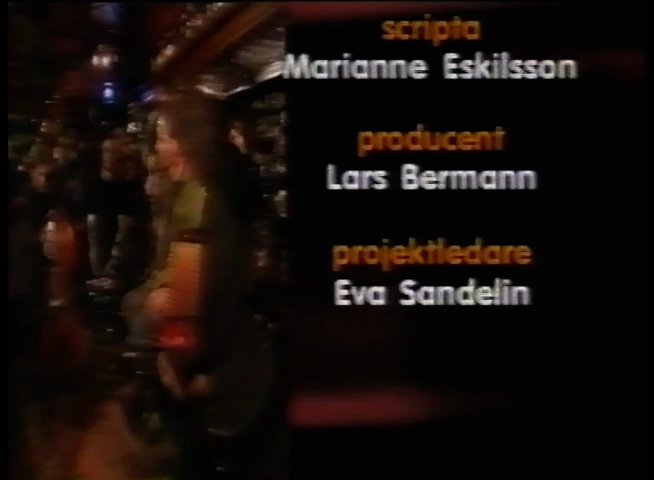 scripta
Marianne Eskilsson
producent
Lars Bermann
projektledare
Eva Sandelin